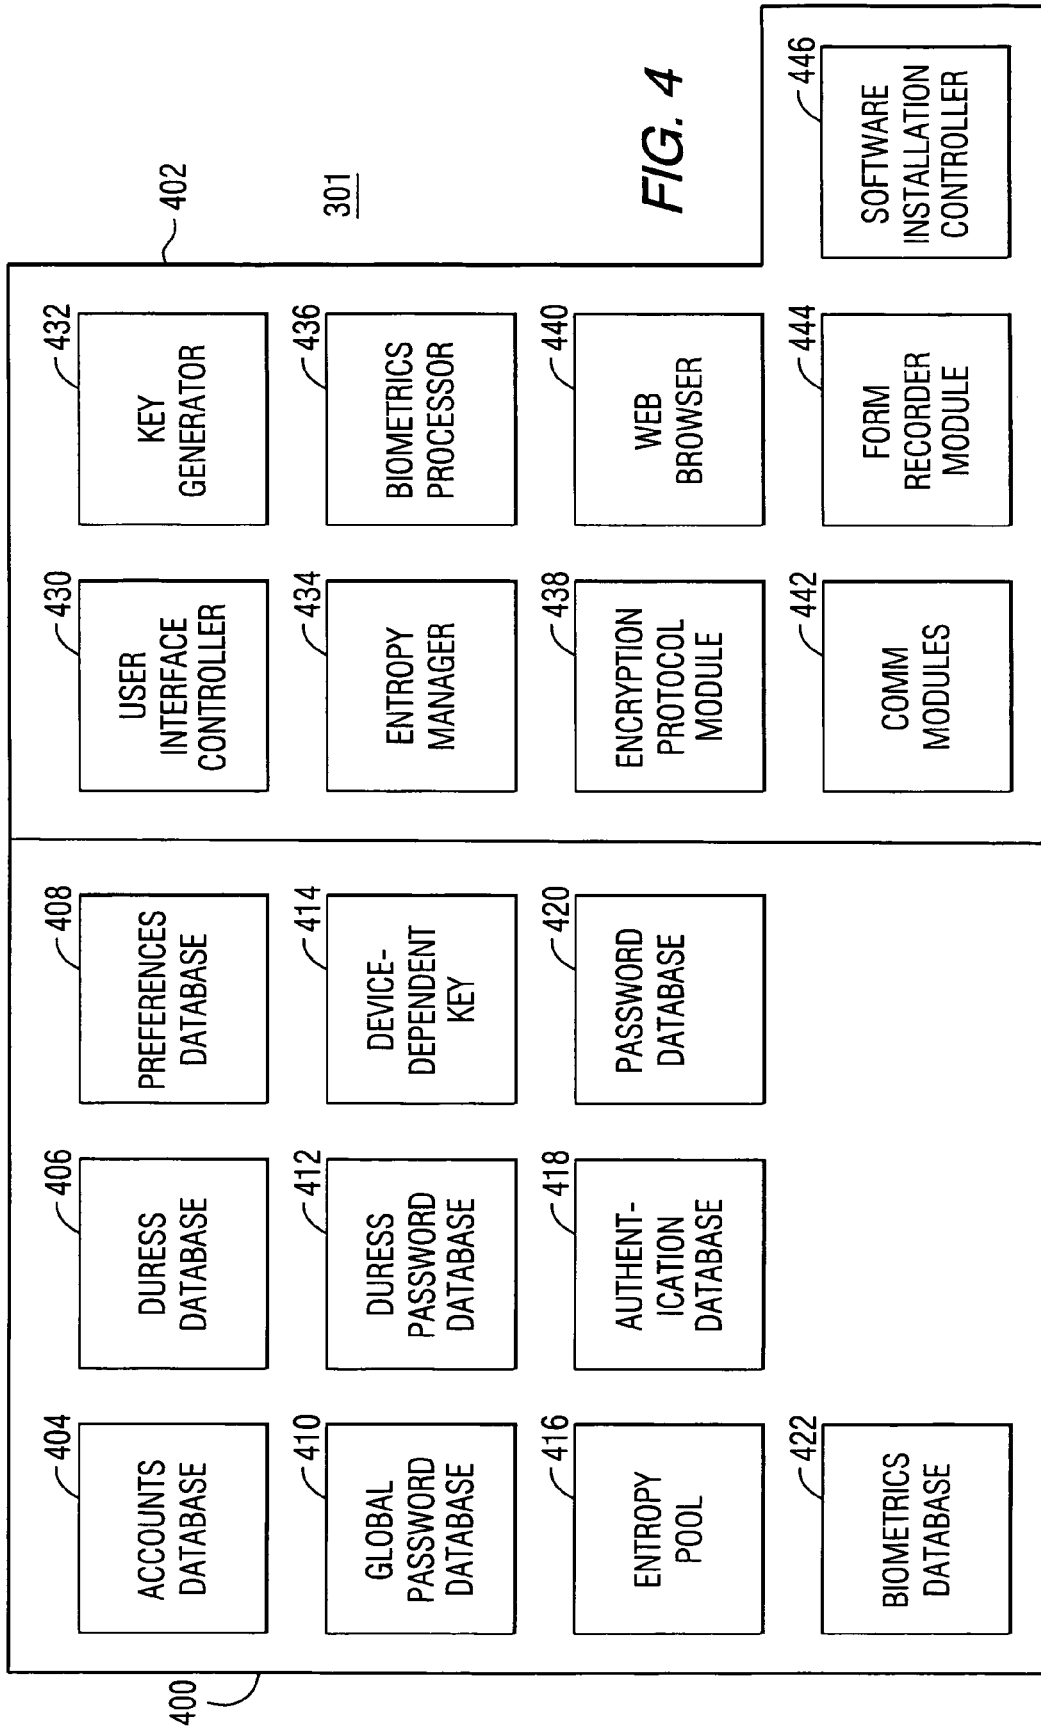 400
404
ACCOUNTS
DATABASE
406
DURESS
DATABASE
408
PREFERENCES
DATABASE
410
GLOBAL
PASSWORD
DATABASE
412
DURESS
PASSWORD
DATABASE
414
DEVICE-
DEPENDENT
KEY
416
ENTROPY
POOL
418
AUTHENT-
ICATION
DATABASE
420
PASSWORD
DATABASE
422
BIOMETRICS
DATABASE
402
430
USER
INTERFACE
CONTROLLER
432
KEY
GENERATOR
434
ENTROPY
MANAGER
436
BIOMETRICS
PROCESSOR
438
ENCRYPTION
PROTOCOL
MODULE
440
WEB
BROWSER
442
COMM
MODULES
444
FORM
RECORDER
MODULE
446
SOFTWARE
INSTALLATION
CONTROLLER
301
FIG. 4